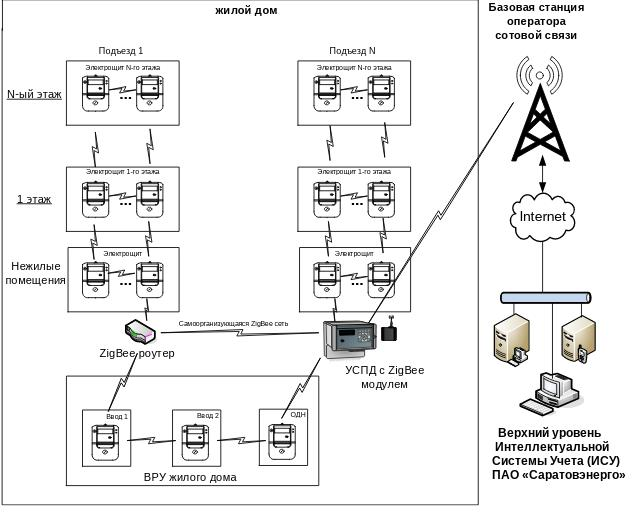 жилой дом
Базовая станция
оператора
сотовой связи
Подъезд 1
Подъезд N
N-ый этаж
Электрощит N-го этажа
...
Электрощит N-го этажа
...
1 этаж
Электрощит 1-го этажа
...
Электрощит 1-го этажа
...
Internet
Нежилые
помещения
Электрощит
...
Электрощит
...
Самоорганизующаяся ZigBee сеть
ZigBee-роутер
УСПД с ZigBee
модулем
Ввод 1
Ввод 2
ОДН
ВРУ жилого дома
Верхний уровень
Интеллектуальной
Системы Учета (ИСУ)
ПАО «Саратовэнерго»